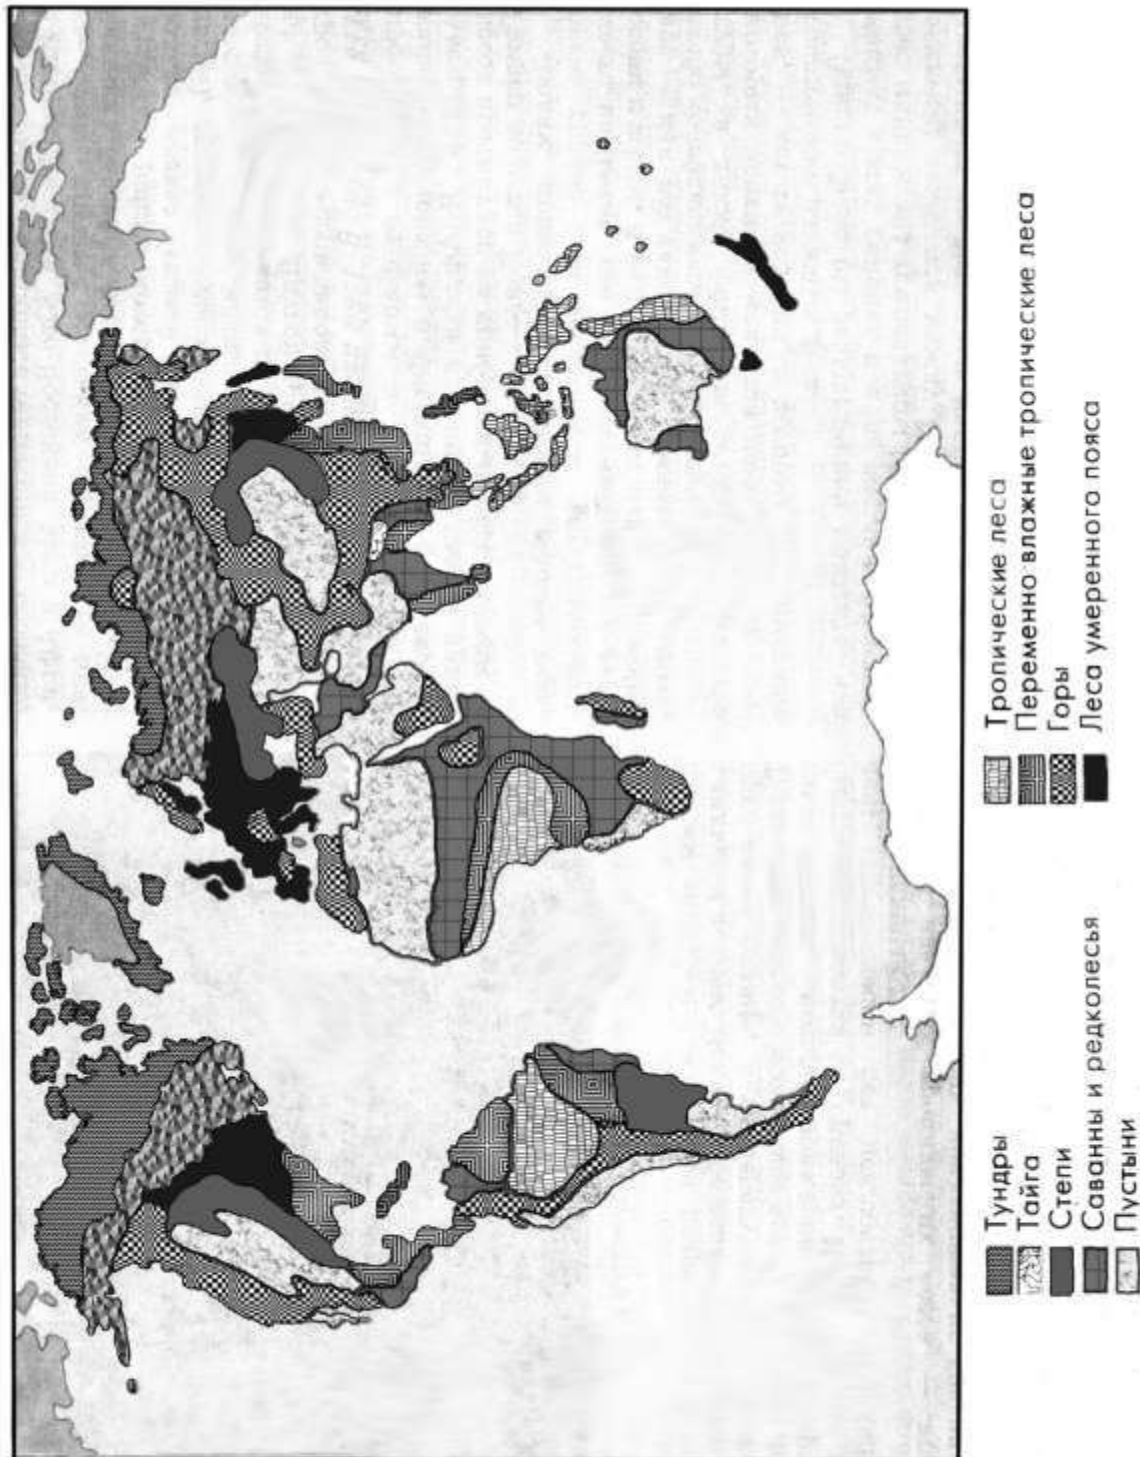 Тундры
Тайга
Степи
Саванны и редколесья
Пустыни
Тропические леса
Переменно влажные тропические леса
Горы
Леса умеренного пояса